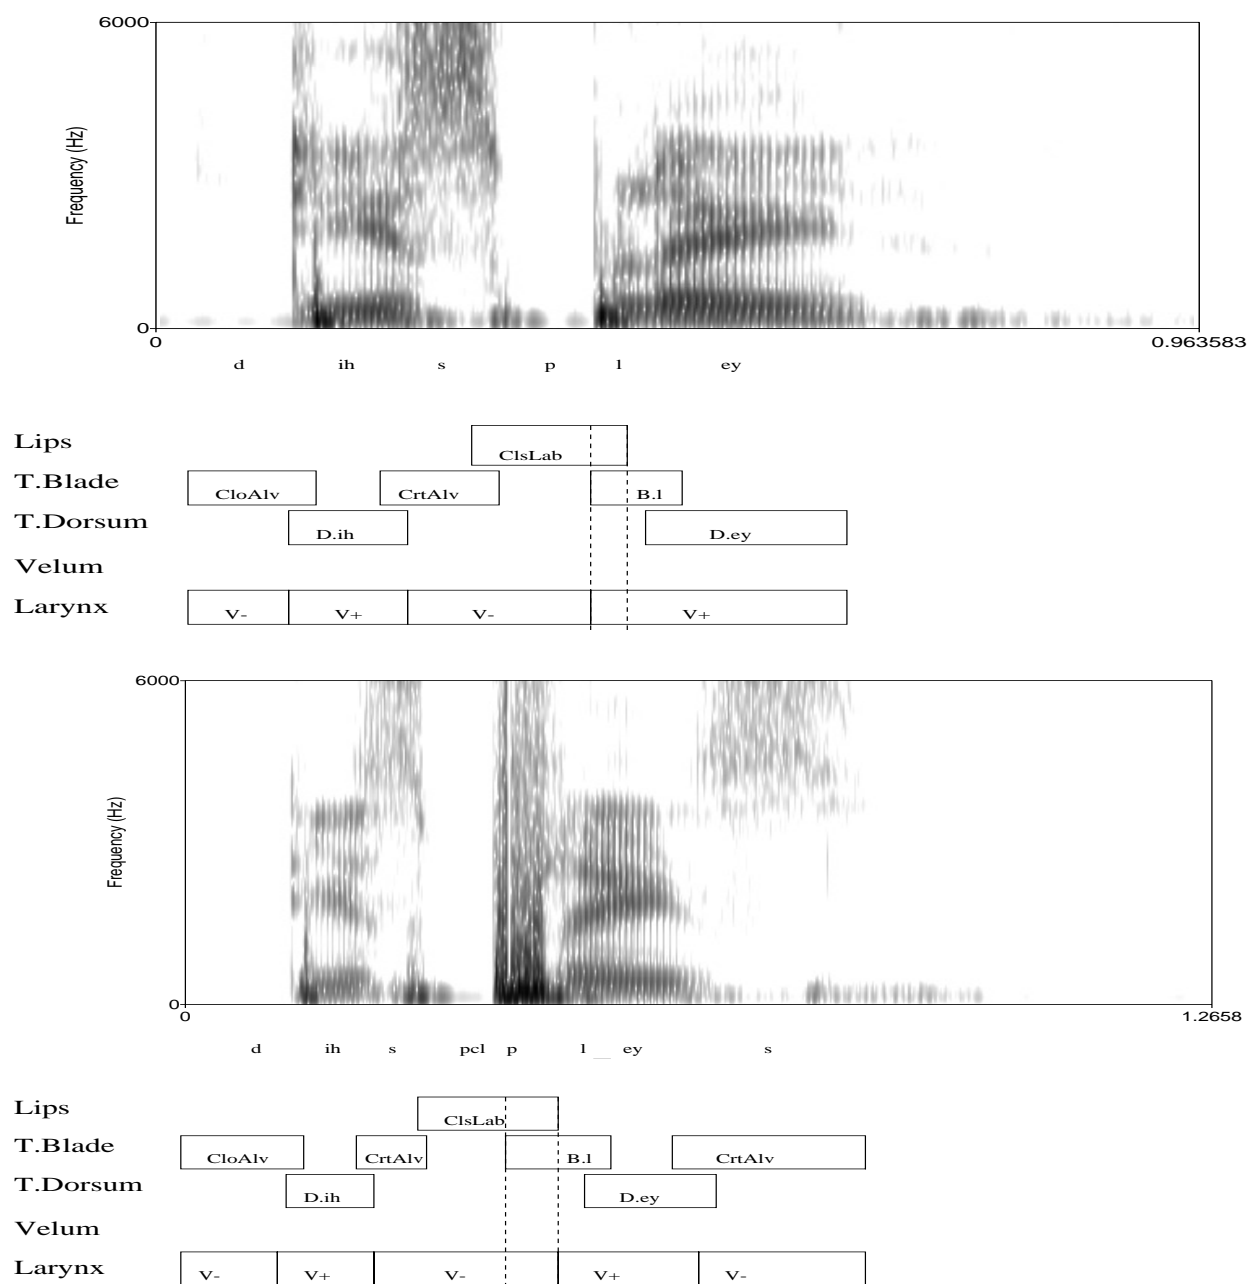 6000
Frequency (Hz)
0
0 0.963583
d ih s p l ey
Lips ClsLab
T.Blade CloAlv CrtAlv B.l
T.Dorsum D.ih D.ey
Velum
Larynx V- V+ V- V+
6000
Frequency (Hz)
0
0 1.2658
d ih s pcl p l __ ey s
Lips ClsLab
T.Blade CloAlv CrtAlv B.l CrtAlv
T.Dorsum D.ih D.ey
Velum
Larynx V- V+ V- V+ V-